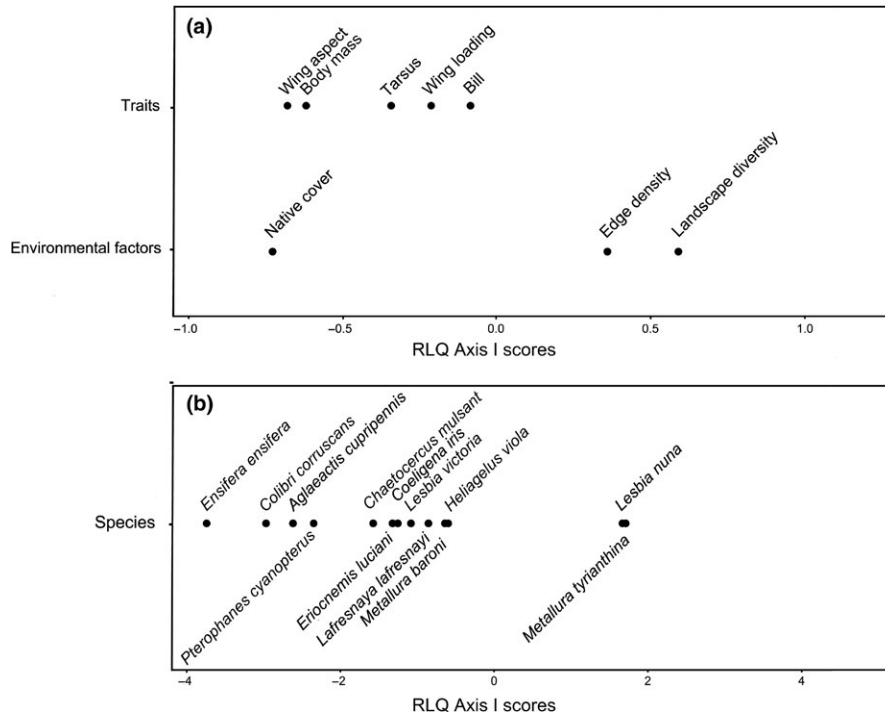 (a)
Wing aspect
Body mass
Tarsus
Wing loading
Bill
Traits
Native cover
Edge density
Landscape diversity
Environmental factors
−1.0 −0.5 0.0 0.5 1.0
RLQ Axis I scores
(b)
Ensifera ensifera
Colibri corruscans
Aglaeactis cupripennis
Chaetocercus mulsant
Coeligena iris
Lesbia victoria
Heliagelus viola
Lesbia nuna
Species
Pterophanes cyanopterus
Eriocnemis luciani
Lafresnaya lafresnayi
Metallura baroni
Metallura tyrianthina
−4 −2 0 2 4
RLQ Axis I scores